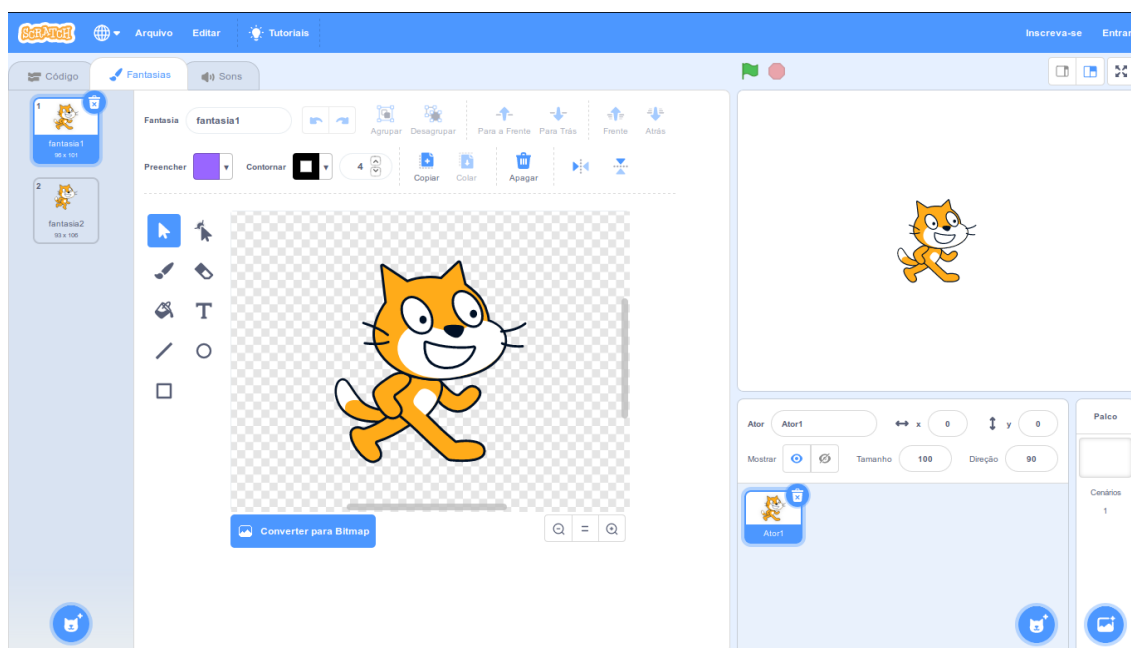 SCRATCH Arquivo Editar Tutoriais Inscreva-se Entrar
Código Fantasias Sons
1
fantasia1
96 x 101
2
fantasia2
93 x 106
Fantasia fantasia1 Agrupar Desagrupar Para a Frente Para Trás Frente Atrás
Preencher Contornar 4 Copiar Colar Apagar
T
Converter para Bitmap
=
Ator Ator1 x 0 y 0
Mostrar Tamanho 100 Direção 90
Ator1
Palco
Cenários
1